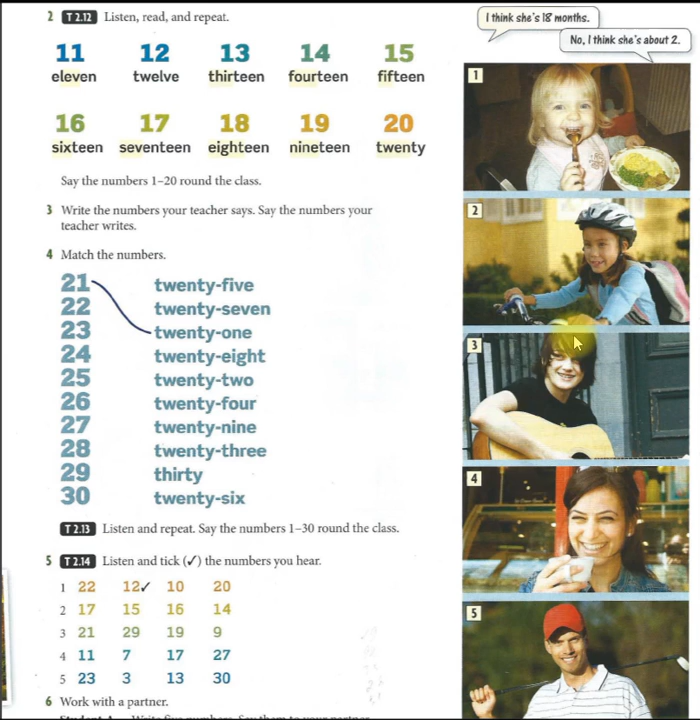 2 T 2.12 Listen, read, and repeat.
11 12 13 14 15
eleven twelve thirteen fourteen fifteen
16 17 18 19 20
sixteen seventeen eighteen nineteen twenty
Say the numbers 1–20 round the class.
3 Write the numbers your teacher says. Say the numbers your
teacher writes.
4 Match the numbers.
21 twenty-five
22 twenty-seven
23 twenty-one
24 twenty-eight
25 twenty-two
26 twenty-four
27 twenty-nine
28 twenty-three
29 thirty
30 twenty-six
T 2.13 Listen and repeat. Say the numbers 1–30 round the class.
5 T 2.14 Listen and tick (✓) the numbers you hear.
1 22 12✓ 10 20
2 17 15 16 14
3 21 29 19 9
4 11 7 17 27
5 23 3 13 30
6 Work with a partner.
I think she's 18 months.
No, I think she's about 2.
1
2
3
4
5